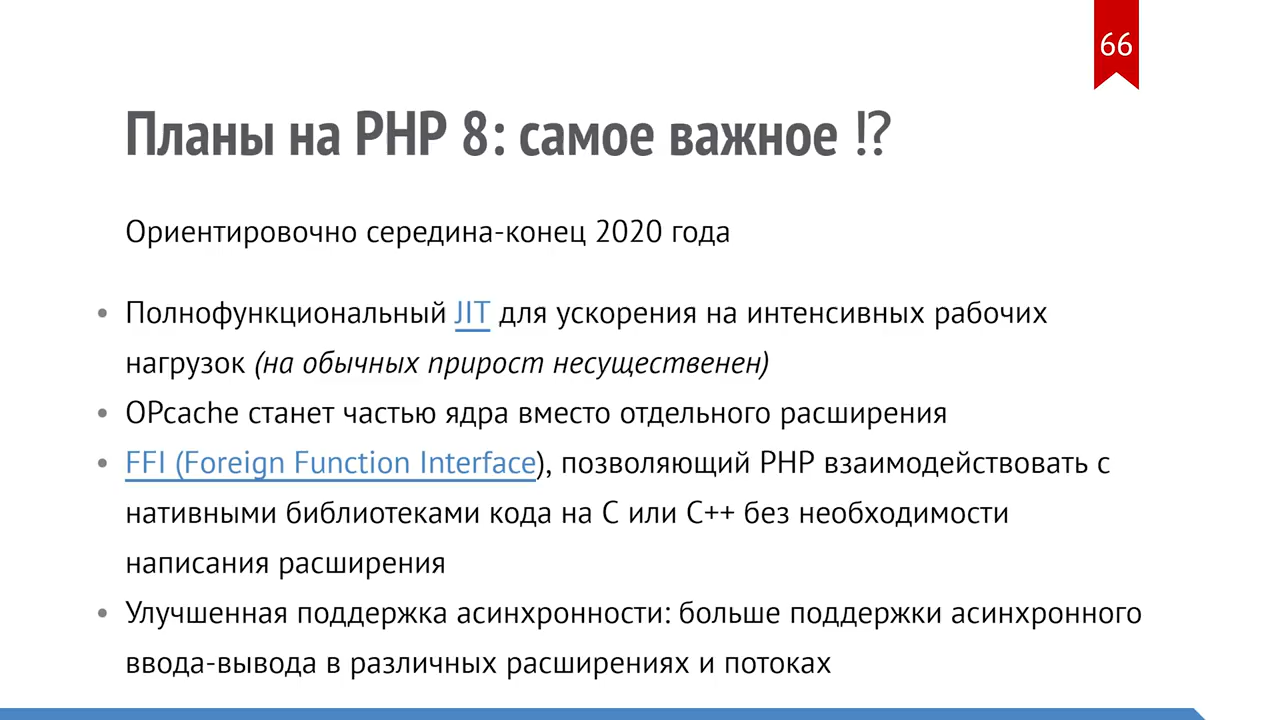 66
Планы на PHP 8: самое важное ⁉
Ориентировочно середина-конец 2020 года
• Полнофункциональный JIT для ускорения на интенсивных рабочих
нагрузок (на обычных прирост несущественен)
• OPcache станет частью ядра вместо отдельного расширения
• FFI (Foreign Function Interface), позволяющий PHP взаимодействовать с
нативными библиотеками кода на C или C++ без необходимости
написания расширения
• Улучшенная поддержка асинхронности: больше поддержки асинхронного
ввода-вывода в различных расширениях и потоках